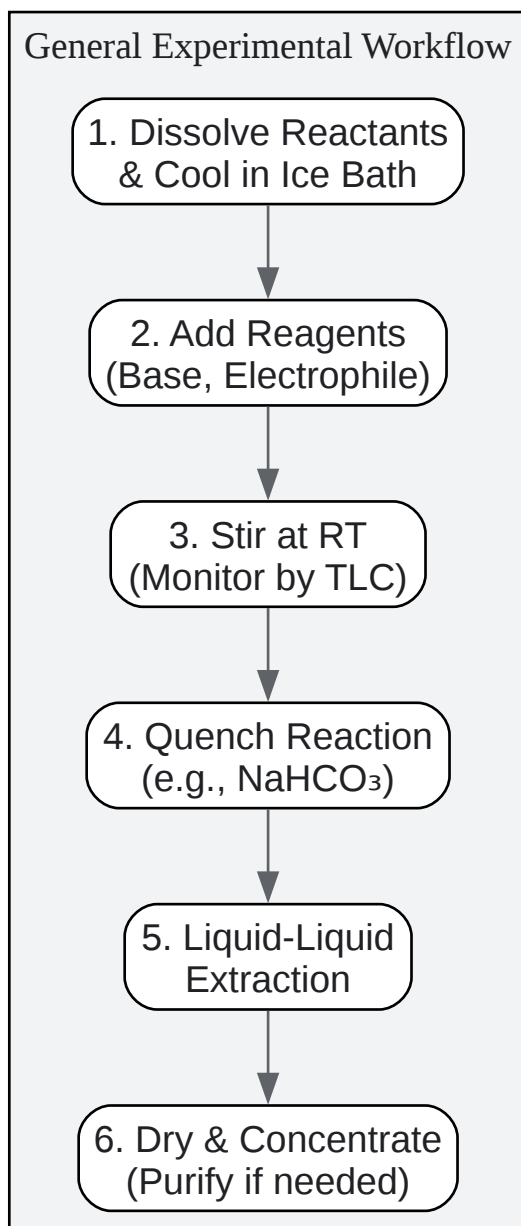 General Experimental Workflow
1. Dissolve Reactants
& Cool in Ice Bath
2. Add Reagents
(Base, Electrophile)
3. Stir at RT
(Monitor by TLC)
4. Quench Reaction
(e.g., NaHCO₃)
5. Liquid-Liquid
Extraction
6. Dry & Concentrate
(Purify if needed)